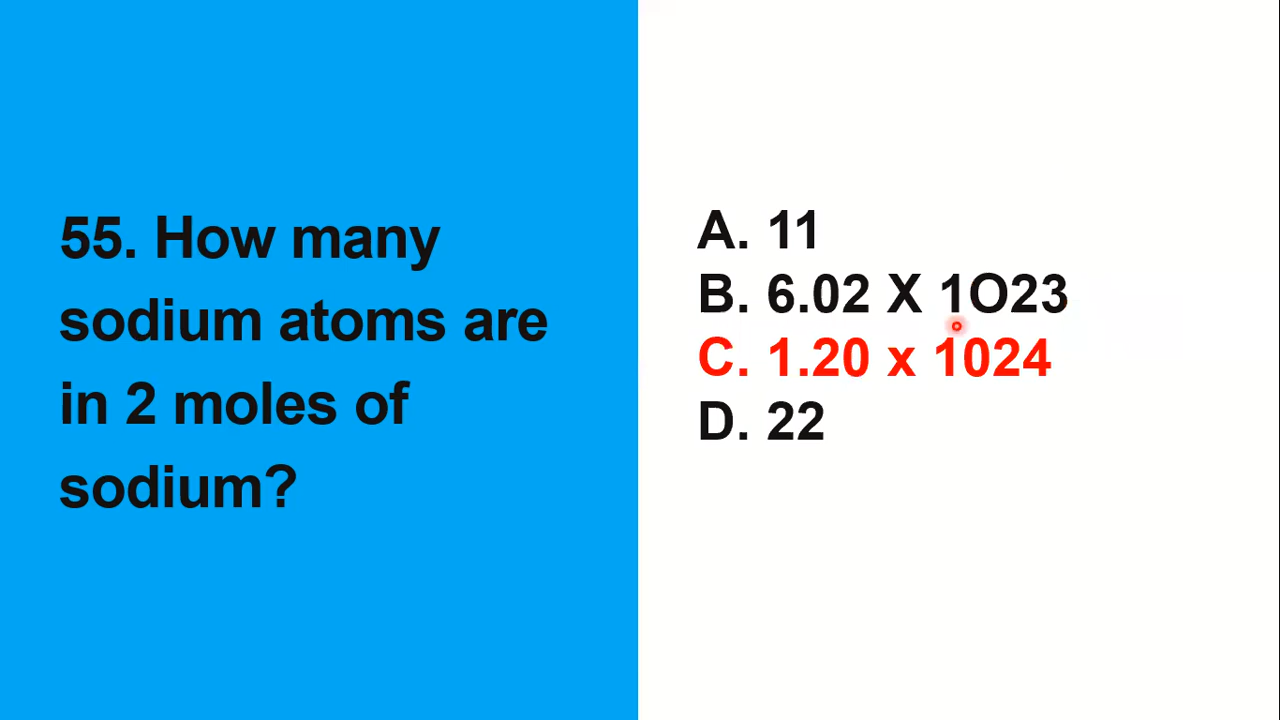 55. How many
sodium atoms are
in 2 moles of
sodium?
A. 11
B. 6.02 X 1O23
C. 1.20 x 1024
D. 22